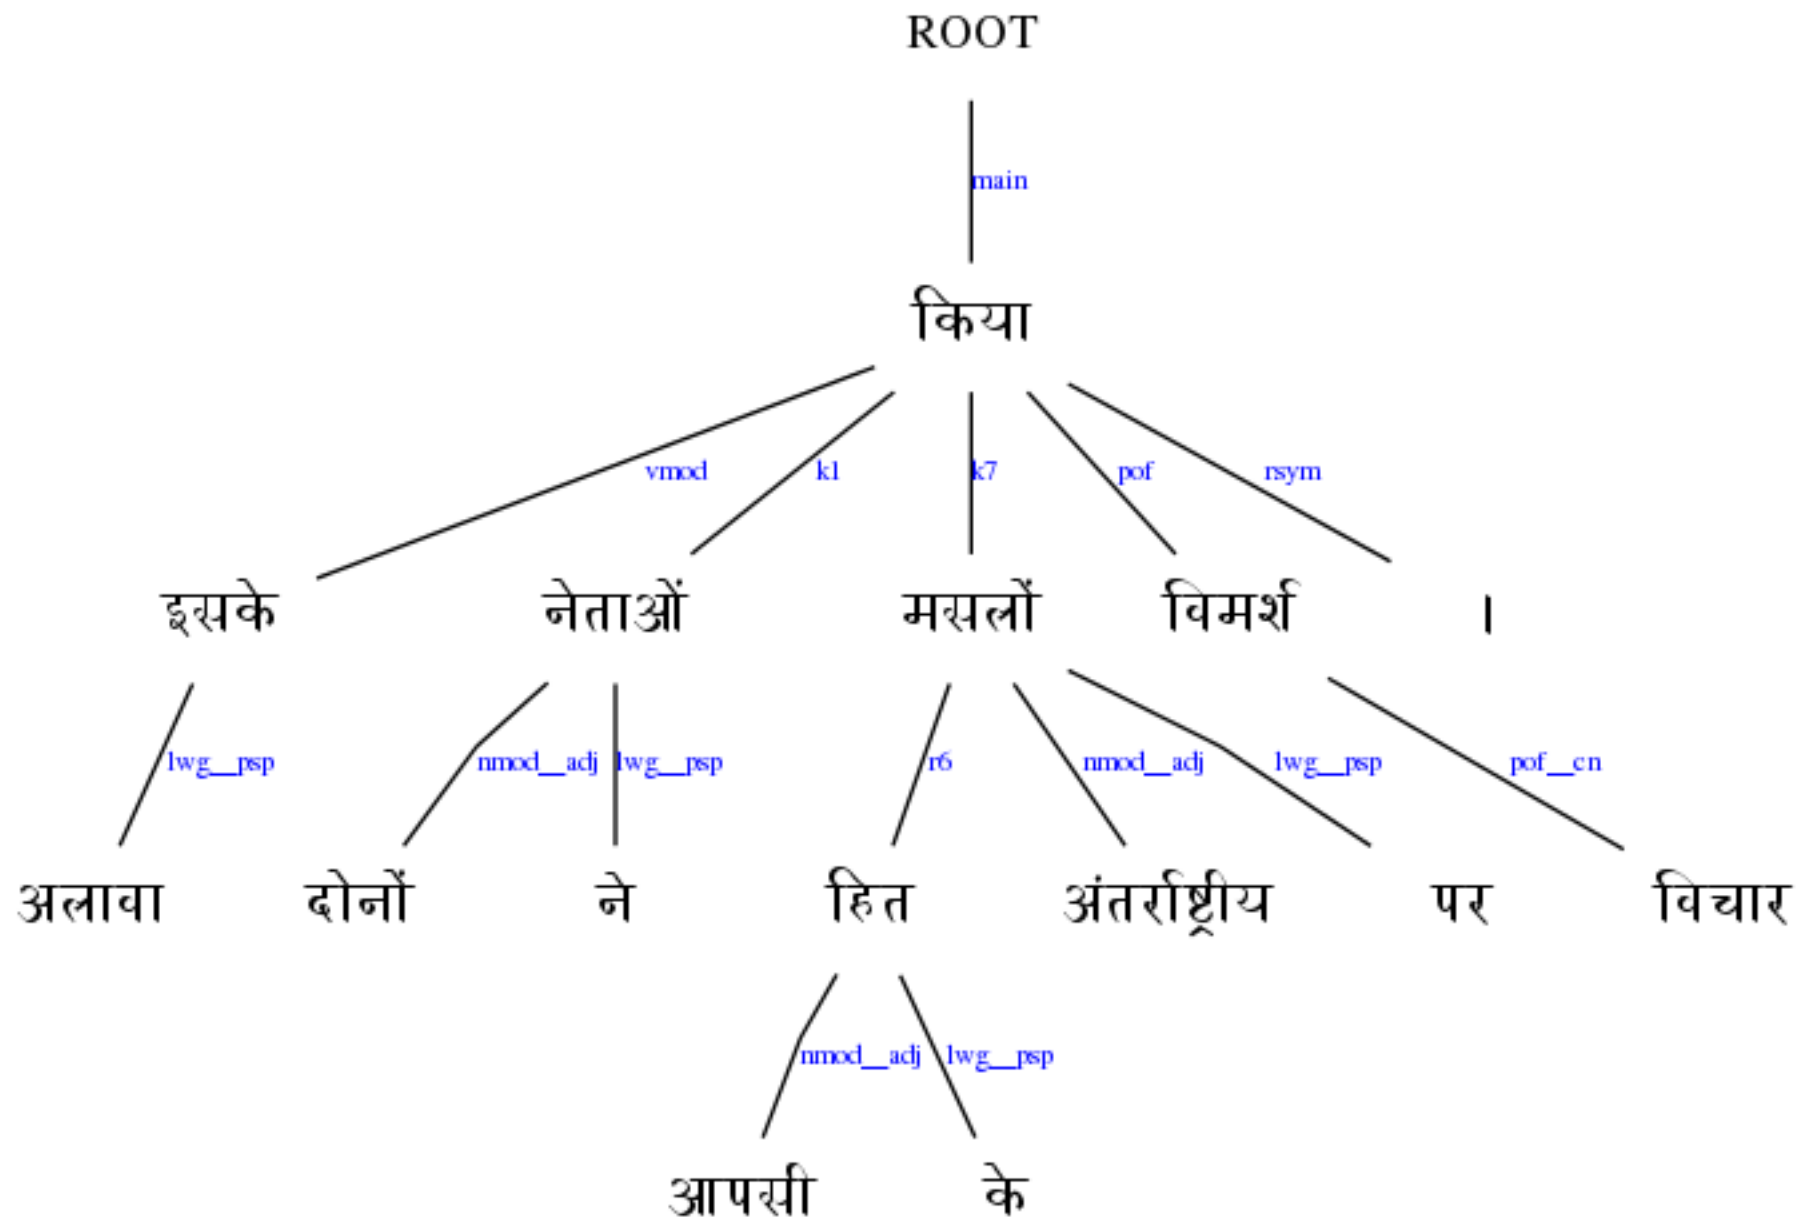 ROOT
main
किया
vmod k1 k7 pof rsym
इसके नेताओं मसलों विमर्श ।
lwg__psp nmod__adj lwg__psp r6 nmod__adj lwg__psp pof__cn
अलावा दोनों ने हित अंतर्राष्ट्रीय पर विचार
nmod__adj lwg__psp
आपसी के